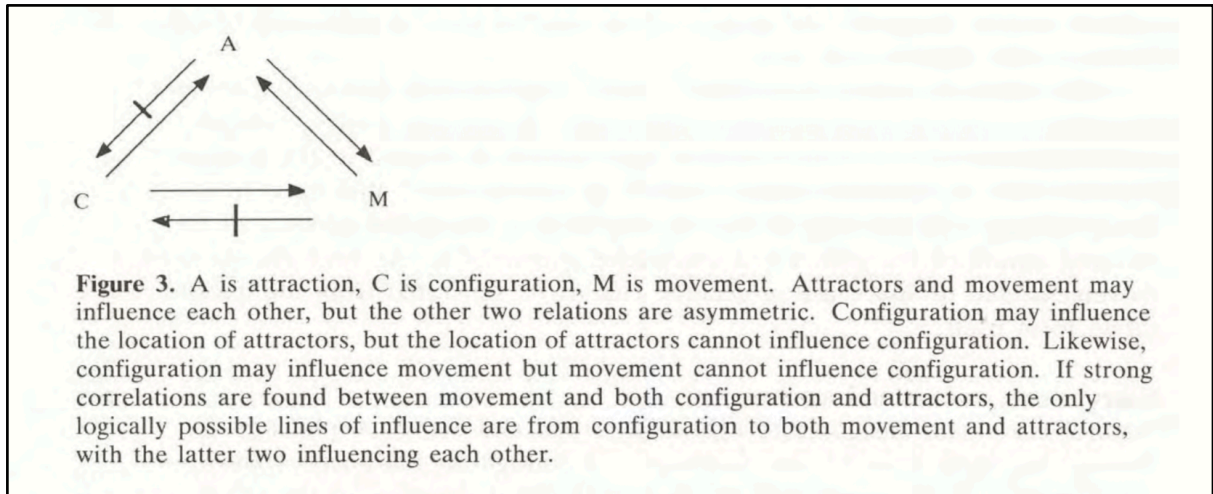 A
C
M
Figure 3. A is attraction, C is configuration, M is movement. Attractors and movement may
influence each other, but the other two relations are asymmetric. Configuration may influence
the location of attractors, but the location of attractors cannot influence configuration. Likewise,
configuration may influence movement but movement cannot influence configuration. If strong
correlations are found between movement and both configuration and attractors, the only
logically possible lines of influence are from configuration to both movement and attractors,
with the latter two influencing each other.